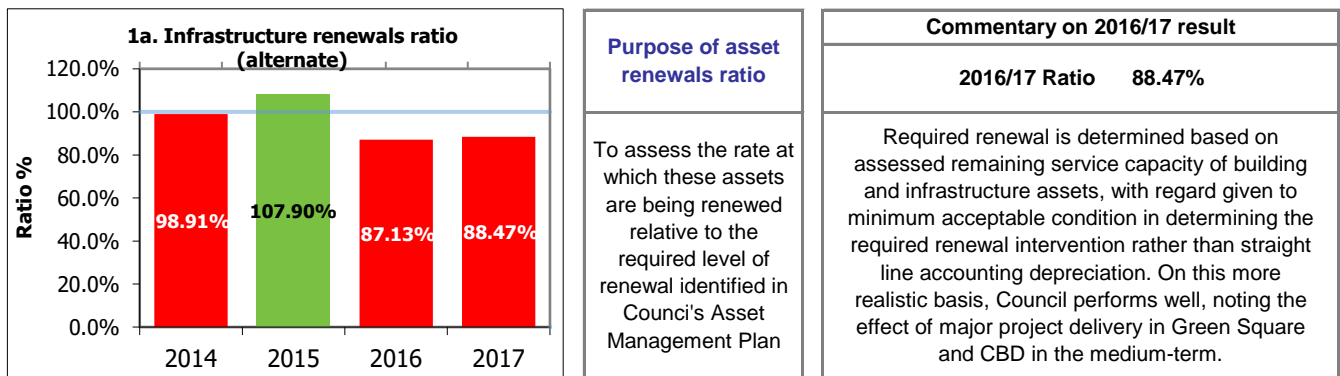 1a. Infrastructure renewals ratio
(alternate)
120.0%
100.0%
80.0%
60.0%
40.0%
20.0%
0.0%
Ratio %
98.91%
107.90%
87.13%
88.47%
2014
2015
2016
2017
Purpose of asset
renewals ratio
To assess the rate at
which these assets
are being renewed
relative to the
required level of
renewal identified in
Counci's Asset
Management Plan
Commentary on 2016/17 result
2016/17 Ratio 88.47%
Required renewal is determined based on
assessed remaining service capacity of building
and infrastructure assets, with regard given to
minimum acceptable condition in determining the
required renewal intervention rather than straight
line accounting depreciation. On this more
realistic basis, Council performs well, noting the
effect of major project delivery in Green Square
and CBD in the medium-term.